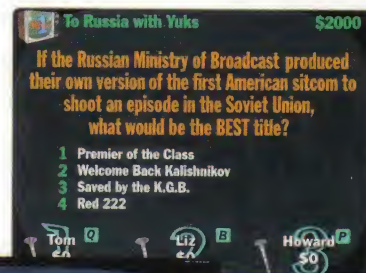 To Russia with Yuks $2000
If the Russian Ministry of Broadcast produced
their own version of the first American sitcom to
shoot an episode in the Soviet Union,
what would be the BEST title?
1 Premier of the Class
2 Welcome Back Kalishnikov
3 Saved by the K.G.B.
4 Red 222
Tom Q Liz B Howard P
$0 $0 $0